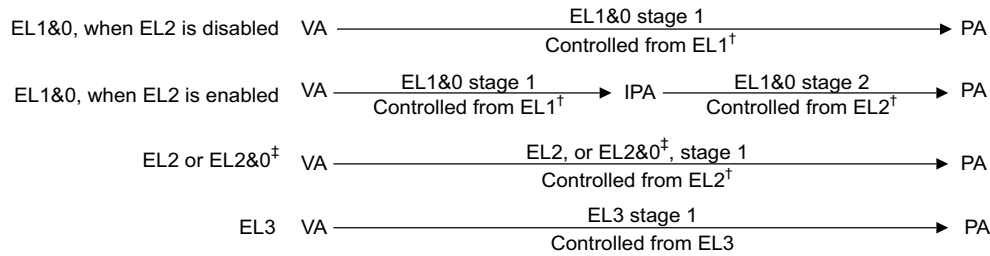 EL1&0, when EL2 is disabled VA EL1&0 stage 1 PA
Controlled from EL1†
EL1&0, when EL2 is enabled VA EL1&0 stage 1 IPA EL1&0 stage 2 PA
Controlled from EL1† Controlled from EL2†
EL2 or EL2&0‡ VA EL2, or EL2&0‡, stage 1 PA
Controlled from EL2†
EL3 VA EL3 stage 1 PA
Controlled from EL3